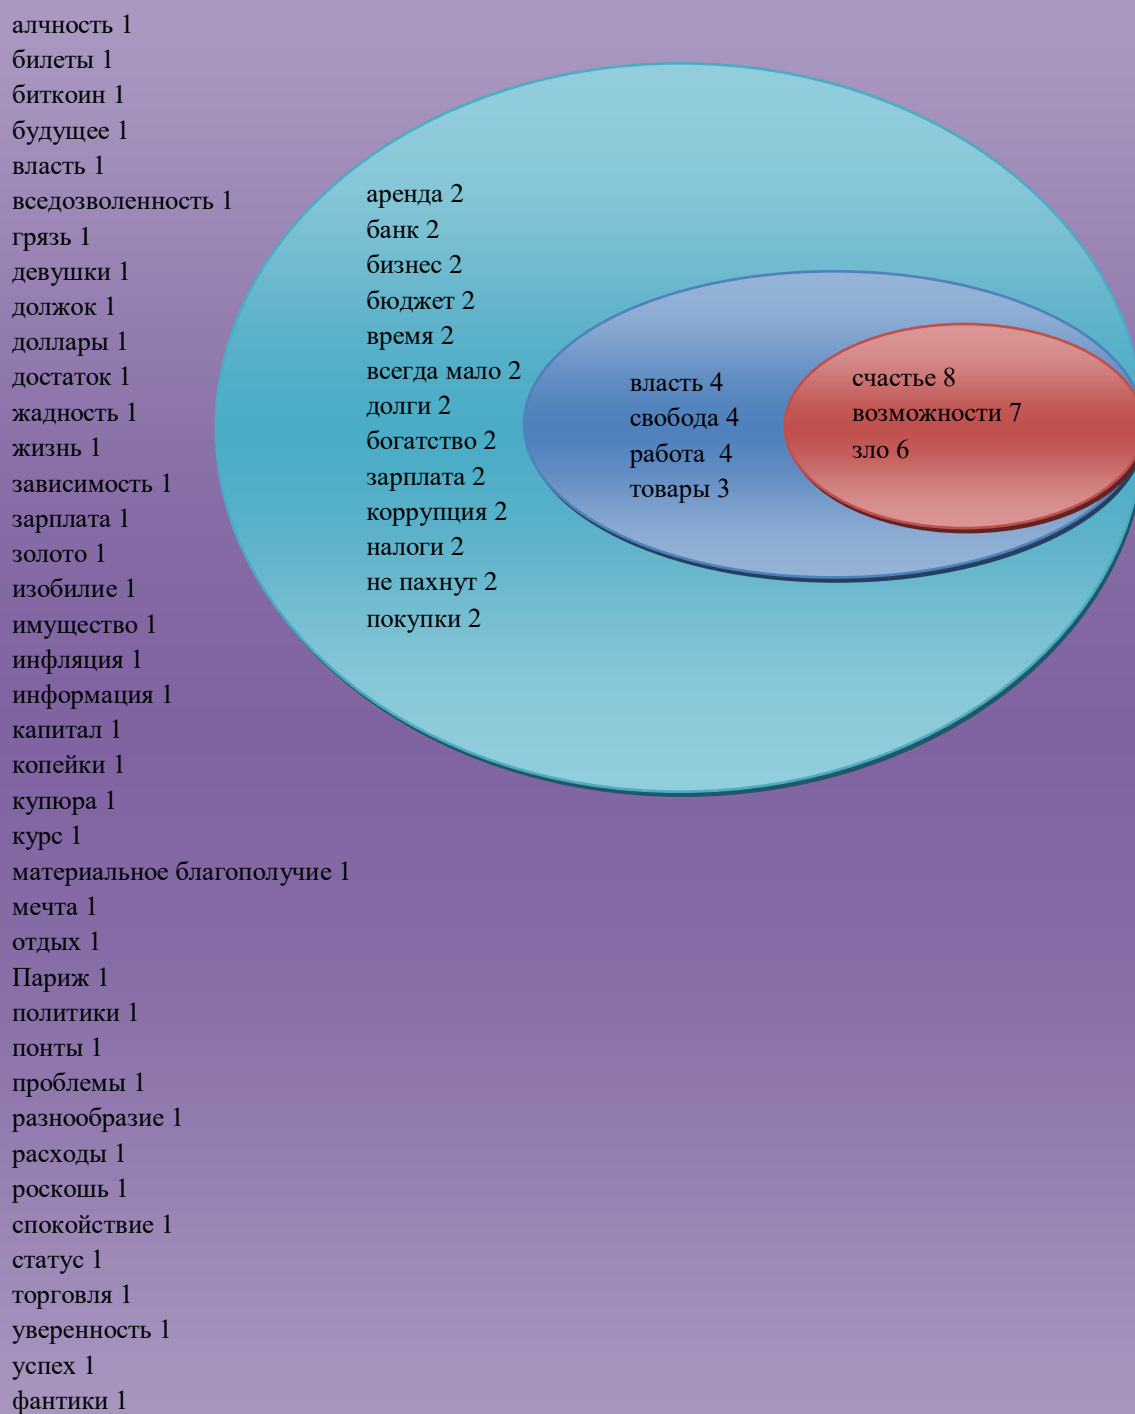 алчность 1
билеты 1
биткоин 1
будущее 1
власть 1
вседозволенность 1
грязь 1
девушки 1
должок 1
доллары 1
достаток 1
жадность 1
жизнь 1
зависимость 1
зарплата 1
золото 1
изобилие 1
имущество 1
инфляция 1
информация 1
капитал 1
копейки 1
купюра 1
курс 1
материальное благополучие 1
мечта 1
отдых 1
Париж 1
политики 1
понты 1
проблемы 1
разнообразие 1
расходы 1
роскошь 1
спокойствие 1
статус 1
торговля 1
уверенность 1
успех 1
фантики 1
аренда 2
банк 2
бизнес 2
бюджет 2
время 2
всегда мало 2
долги 2
богатство 2
зарплата 2
коррупция 2
налоги 2
не пахнут 2
покупки 2
власть 4
свобода 4
работа  4
товары 3
счастье 8
возможности 7
зло 6